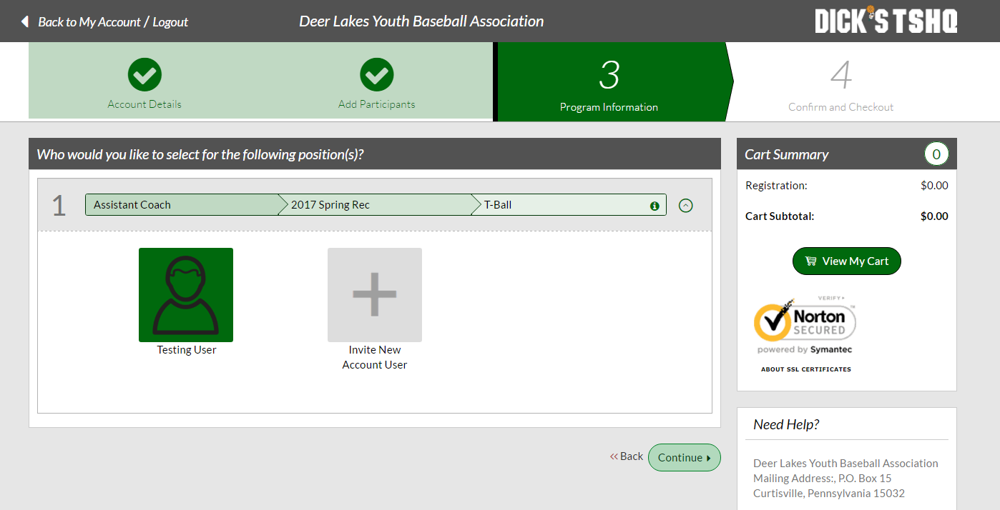 Back to My Account / Logout
Deer Lakes Youth Baseball Association
DICK'S TSHQ
Account Details
Add Participants
3
Program Information
4
Confirm and Checkout
Who would you like to select for the following position(s)?
1
Assistant Coach
2017 Spring Rec
T-Ball
Testing User
Invite New
Account User
« Back
Continue
Cart Summary
0
Registration: $0.00
Cart Subtotal: $0.00
View My Cart
VERIFY
Norton
SECURED
TM
powered by Symantec
ABOUT SSL CERTIFICATES
Need Help?
Deer Lakes Youth Baseball Association
Mailing Address:, P.O. Box 15
Curtisville, Pennsylvania 15032